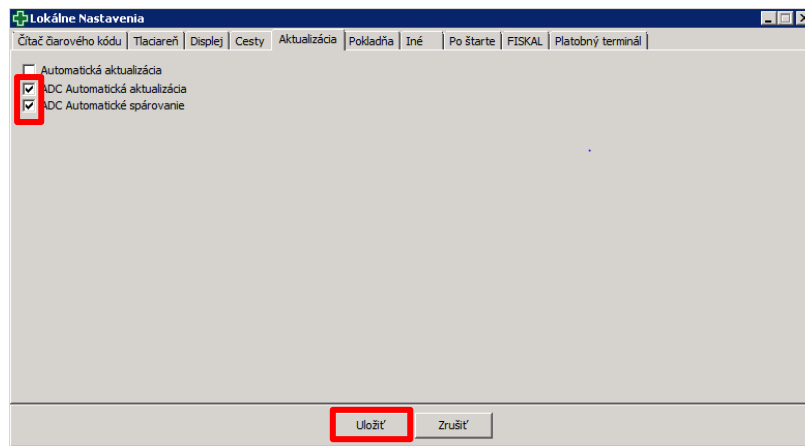 Lokálne Nastavenia
Čítač čiarového kódu Tlaciareň Displej Cesty Aktualizácia Pokladňa Iné Po štarte FISKAL Platobný terminál
Automatická aktualizácia
ADC Automatická aktualizácia
ADC Automatické spárovanie
Uložiť Zrušiť